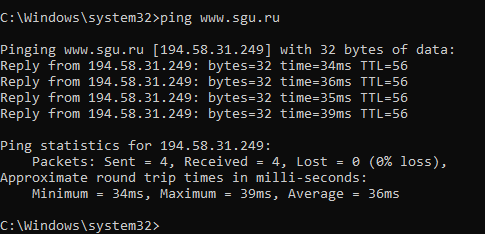 C:\Windows\system32>ping www.sgu.ru
Pinging www.sgu.ru [194.58.31.249] with 32 bytes of data:
Reply from 194.58.31.249: bytes=32 time=34ms TTL=56
Reply from 194.58.31.249: bytes=32 time=36ms TTL=56
Reply from 194.58.31.249: bytes=32 time=35ms TTL=56
Reply from 194.58.31.249: bytes=32 time=39ms TTL=56
Ping statistics for 194.58.31.249:
    Packets: Sent = 4, Received = 4, Lost = 0 (0% loss),
Approximate round trip times in milli-seconds:
    Minimum = 34ms, Maximum = 39ms, Average = 36ms
C:\Windows\system32>